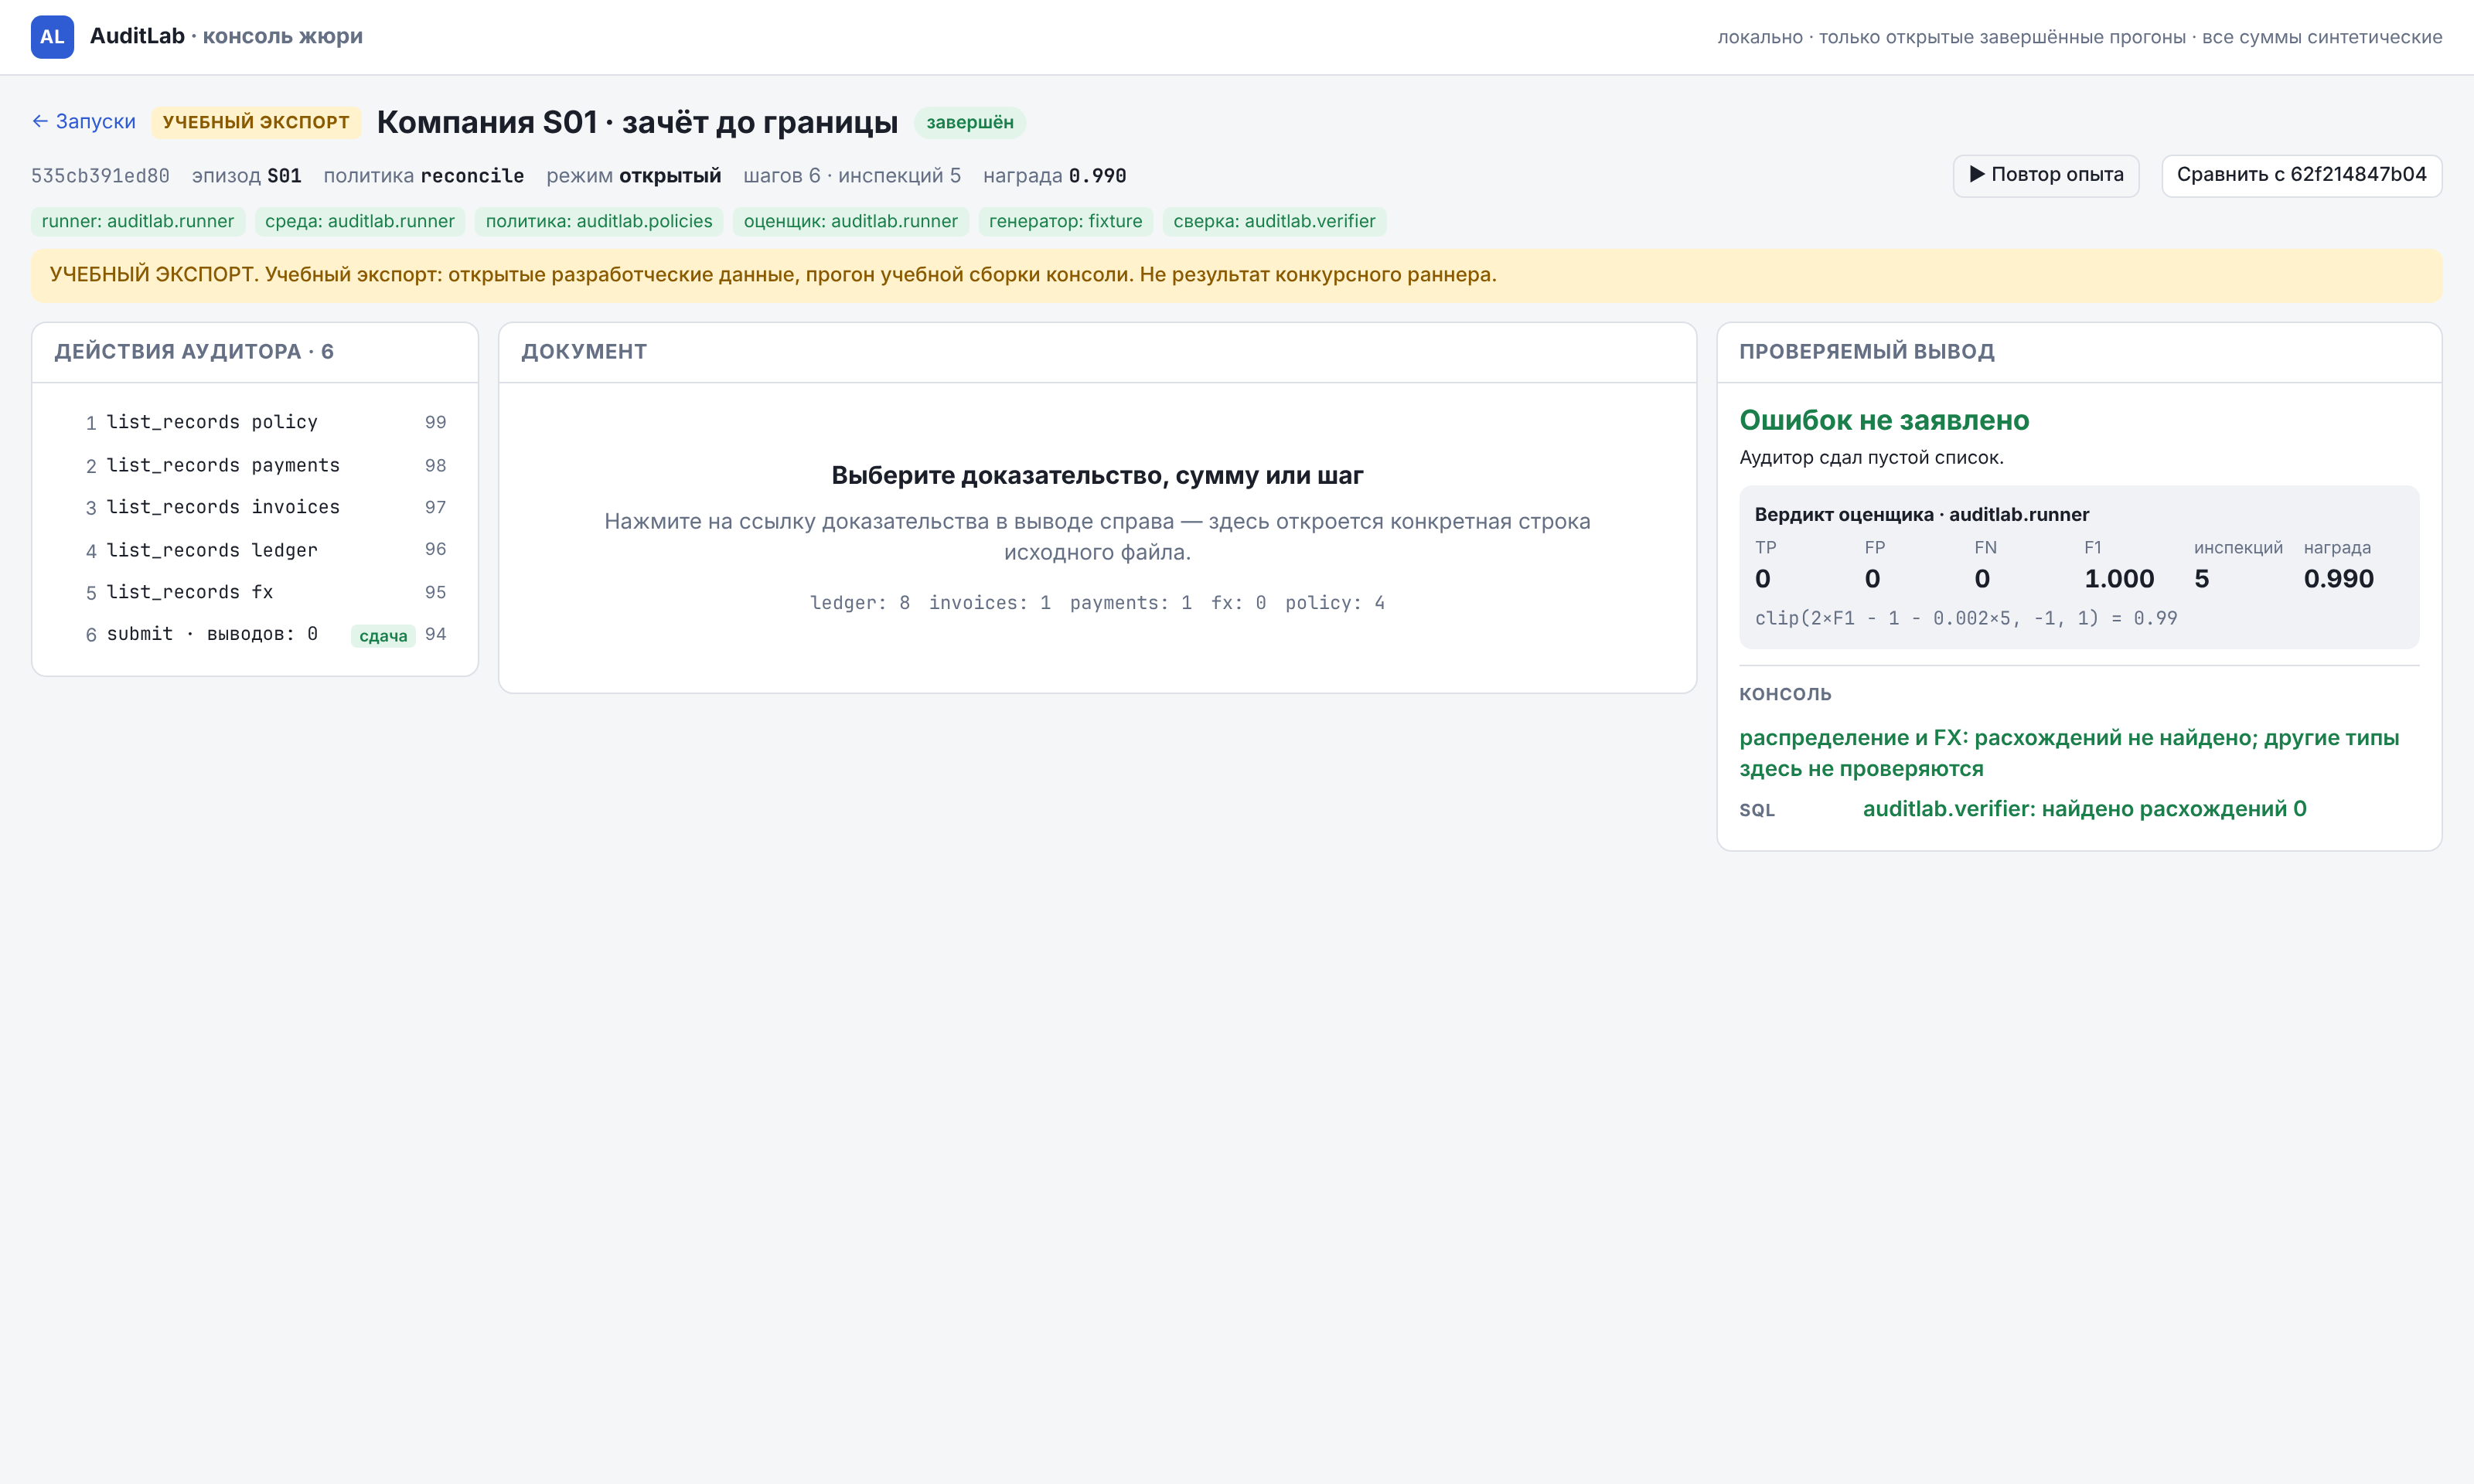 AL AuditLab · консоль жюри
локально · только открытые завершённые прогоны · все суммы синтетические
← Запуски УЧЕБНЫЙ ЭКСПОРТ Компания S01 · зачёт до границы завершён
535cb391ed80 эпизод S01 политика reconcile режим открытый шагов 6 · инспекций 5 награда 0.990
▶ Повтор опыта Сравнить с 62f214847b04
runner: auditlab.runner среда: auditlab.runner политика: auditlab.policies оценщик: auditlab.runner генератор: fixture сверка: auditlab.verifier
УЧЕБНЫЙ ЭКСПОРТ. Учебный экспорт: открытые разработческие данные, прогон учебной сборки консоли. Не результат конкурсного раннера.
ДЕЙСТВИЯ АУДИТОРА · 6
1 list_records policy 99
2 list_records payments 98
3 list_records invoices 97
4 list_records ledger 96
5 list_records fx 95
6 submit · выводов: 0 сдача 94
ДОКУМЕНТ
Выберите доказательство, сумму или шаг
Нажмите на ссылку доказательства в выводе справа — здесь откроется конкретная строка
исходного файла.
ledger: 8 invoices: 1 payments: 1 fx: 0 policy: 4
ПРОВЕРЯЕМЫЙ ВЫВОД
Ошибок не заявлено
Аудитор сдал пустой список.
Вердикт оценщика · auditlab.runner
TP FP FN F1 инспекций награда
0 0 0 1.000 5 0.990
clip(2×F1 - 1 - 0.002×5, -1, 1) = 0.99
КОНСОЛЬ
распределение и FX: расхождений не найдено; другие типы
здесь не проверяются
SQL auditlab.verifier: найдено расхождений 0